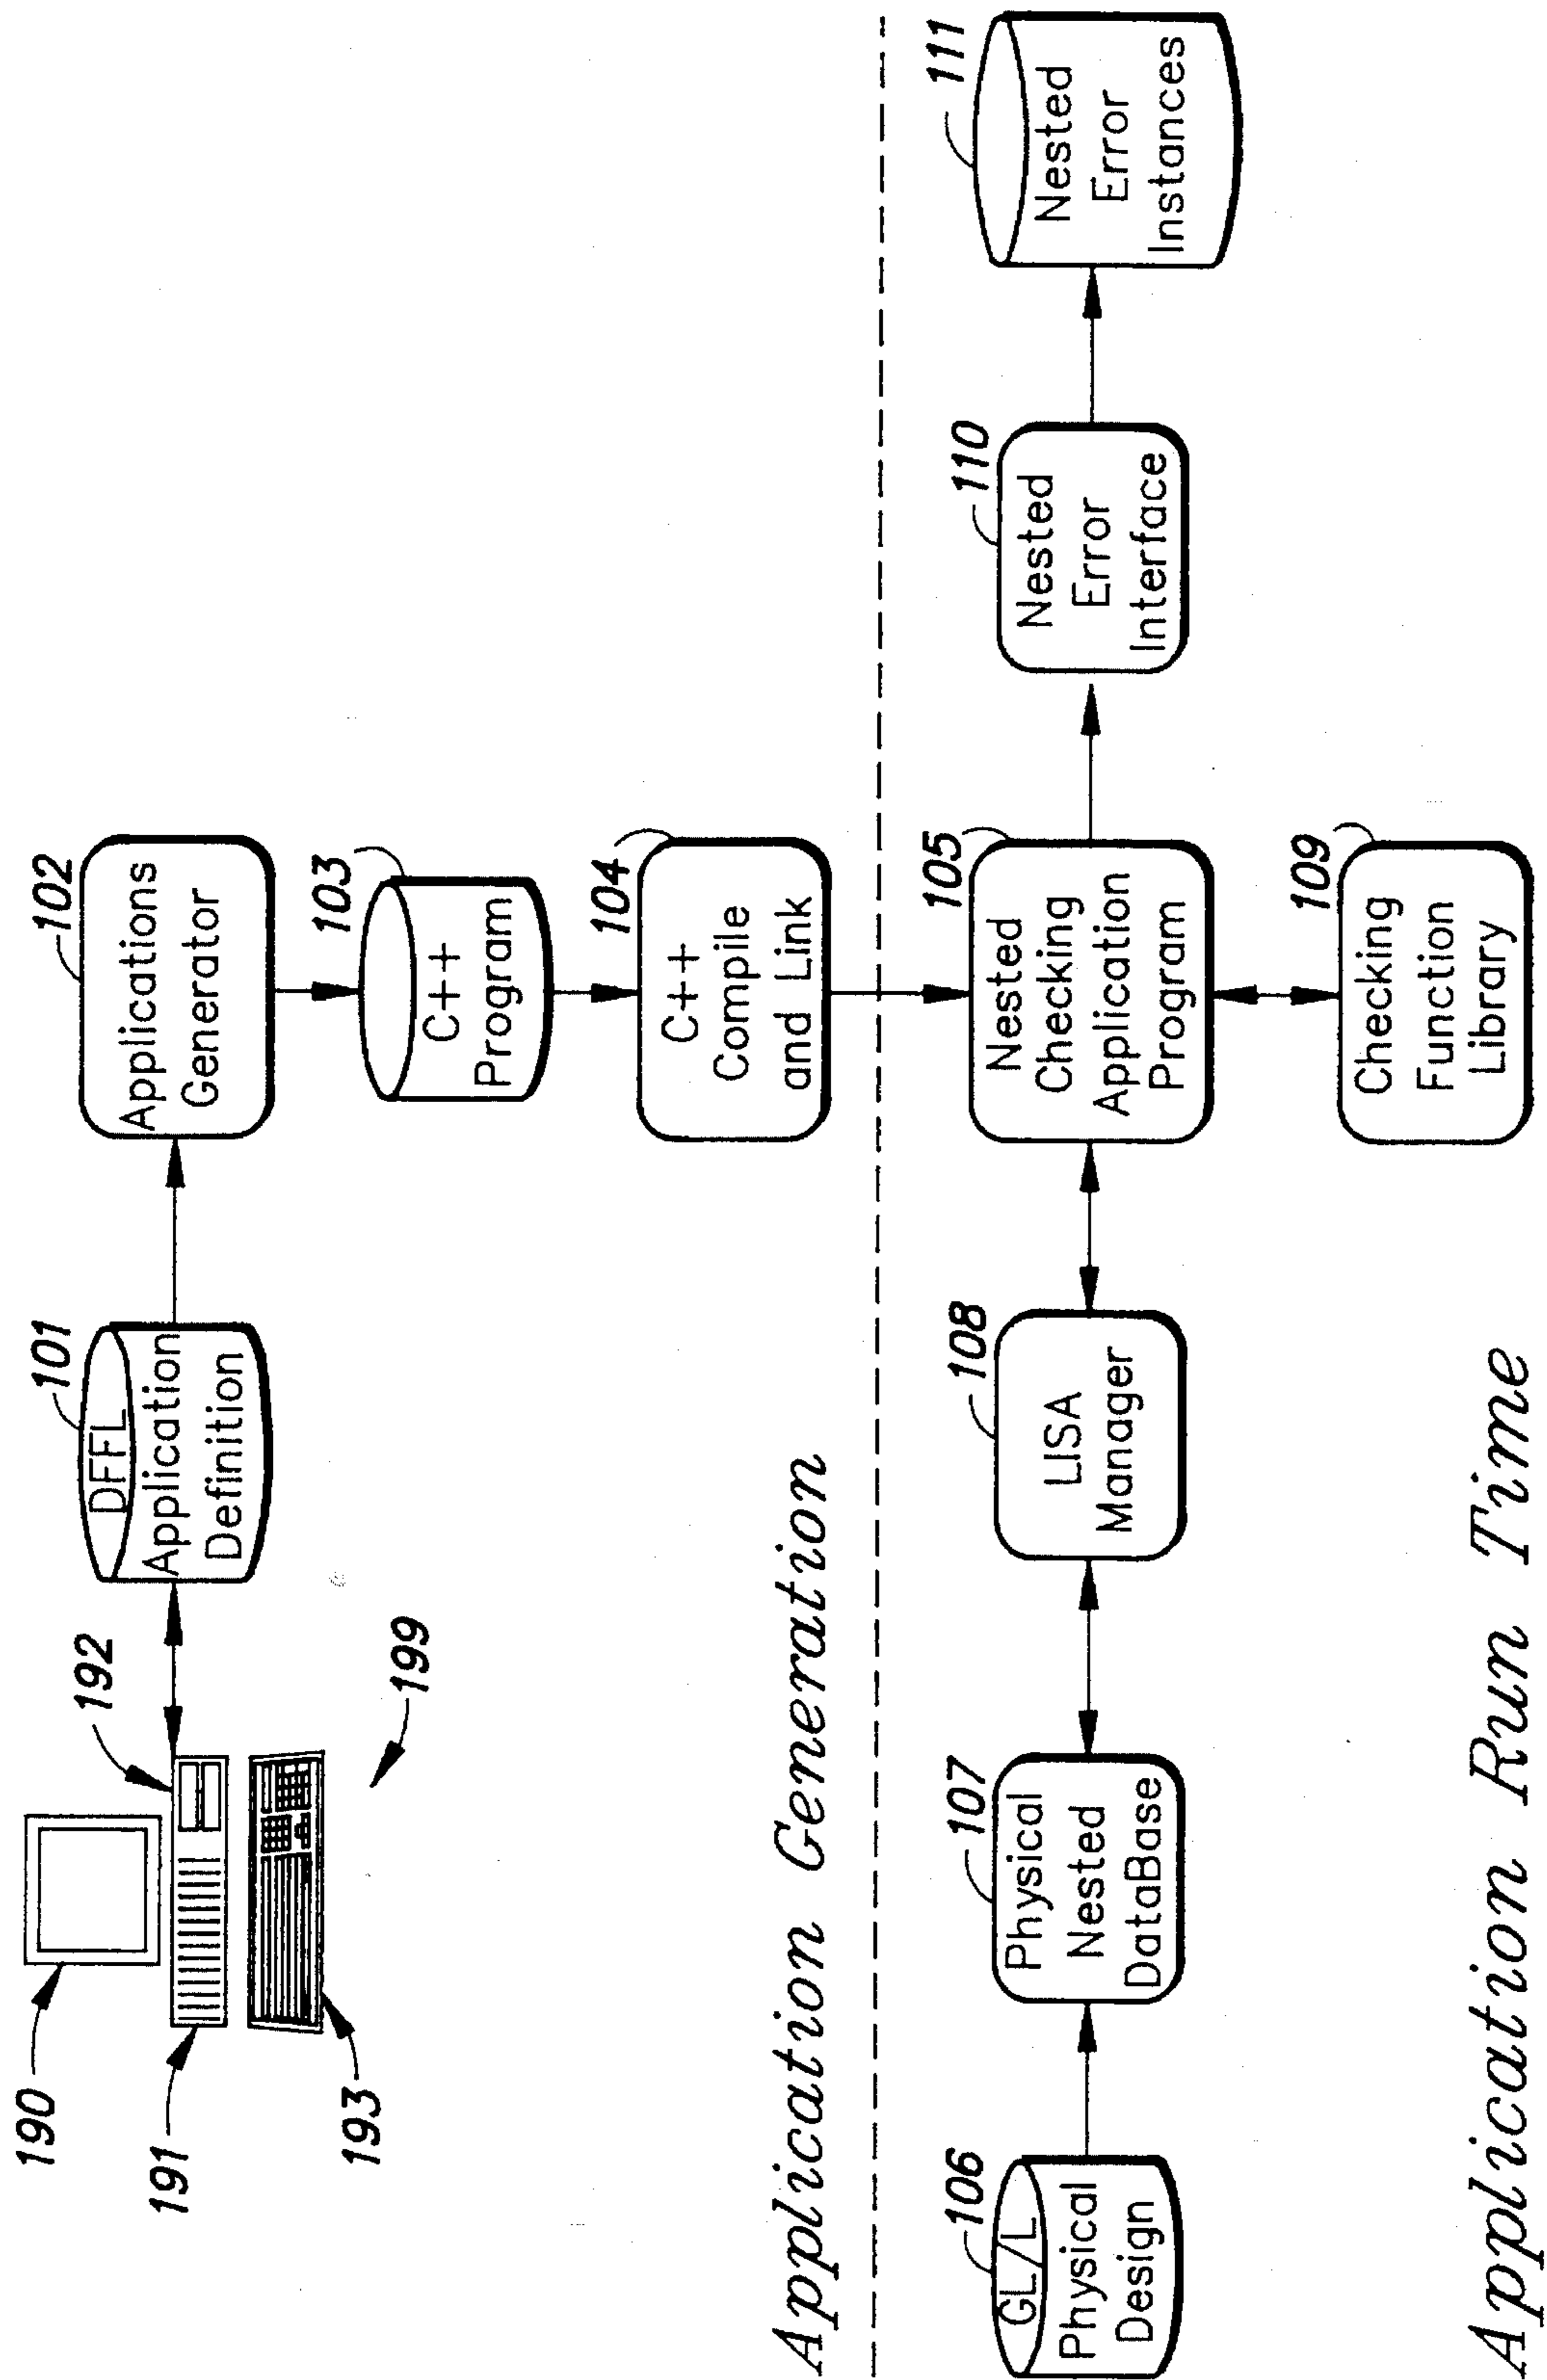 190
191
192
193
199
101
DFFL
Application
Definition
102
Applications
Generator
103
C++
Program
104
C++
Compile
and Link
Application Generation
106
GL/L
Physical
Design
107
Physical
Nested
DataBase
108
LISA
Manager
105
Nested
Checking
Application
Program
109
Checking
Function
Library
110
Nested
Error
Interface
111
Nested
Error
Instances
Application Run Time